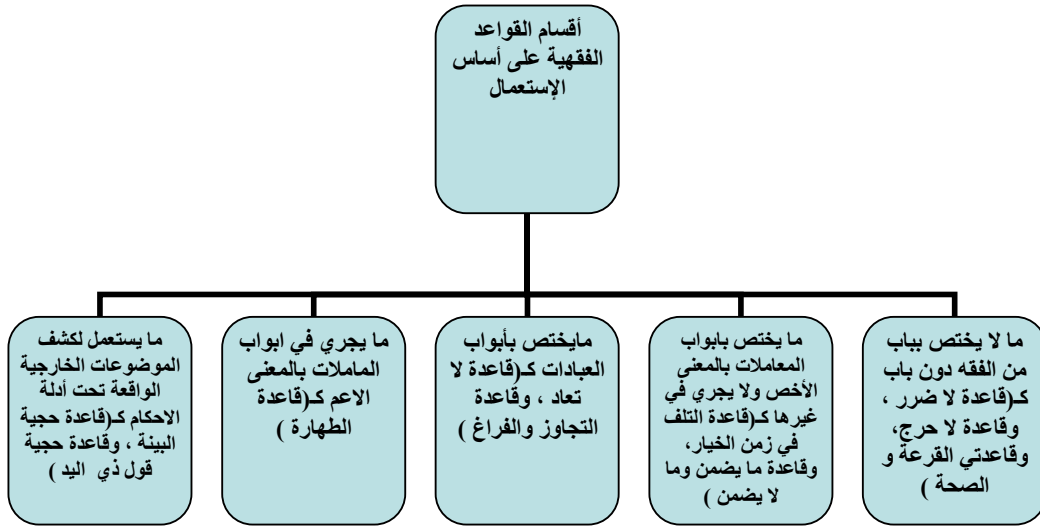 أقسام القواعد
الفقهية على أساس
الإستعمال
ما لا يختص بباب
من الفقه دون باب
كـ(قاعدة لا ضرر ،
وقاعدة لا حرج،
وقاعدتي القرعة و
الصحة )
ما يختص بابواب
المعاملات بالمعنى
الأخص ولا يجري في
غيرها كـ(قاعدة التلف
في زمن الخيار،
وقاعدة ما يضمن وما
لا يضمن )
مايختص بأبواب
العبادات كـ(قاعدة لا
تعاد ، وقاعدة
التجاوز والفراغ )
ما يجري في ابواب
الماملات بالمعنى
الاعم كـ(قاعدة
الطهارة )
ما يستعمل لكشف
الموضوعات الخارجية
الواقعة تحت أدلة
الاحكام كـ(قاعدة حجية
البينة ، وقاعدة حجية
قول ذي اليد )